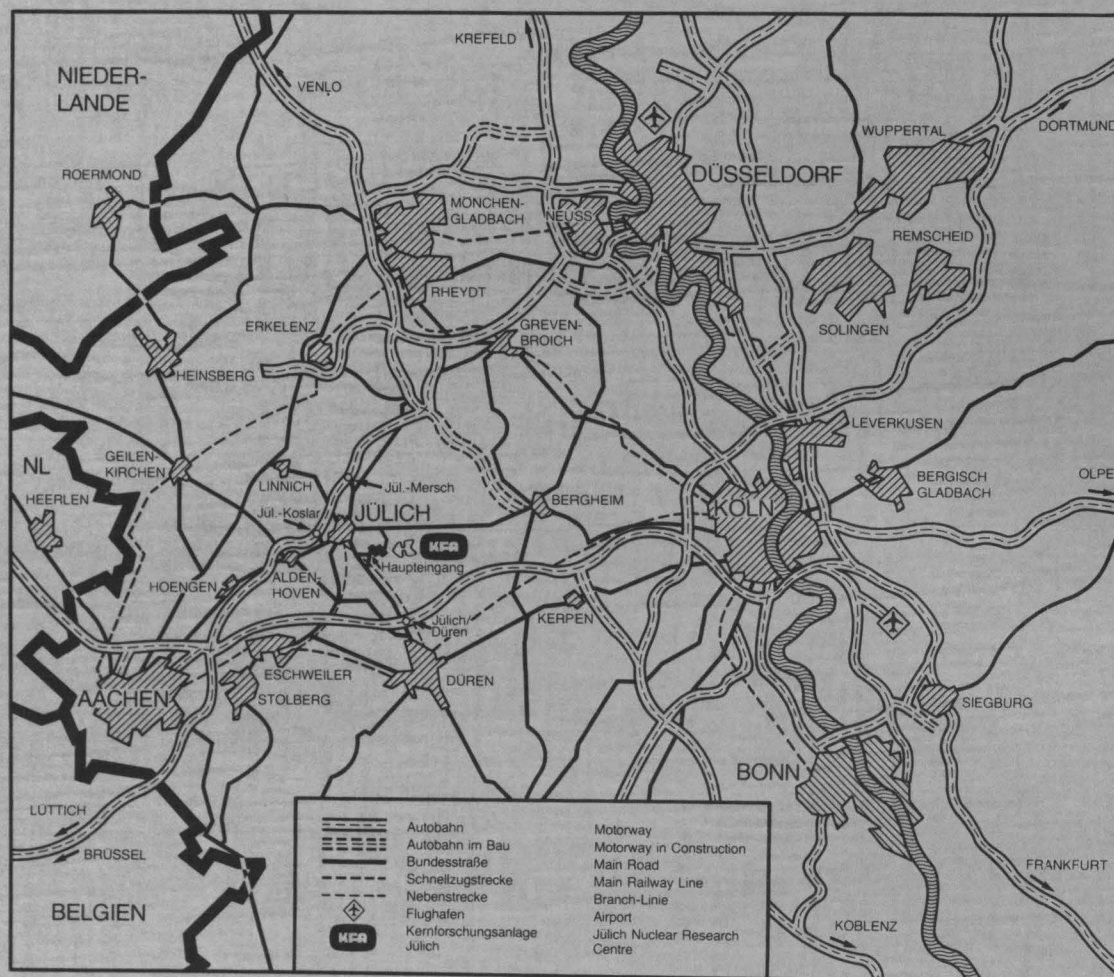 KREFELD
NIEDER-
LANDE
VENLO
DORTMUND
WUPPERTAL
ROERMOND
DÜSSELDORF
MÖNCHEN-
GLADBACH
NEUSS
REMSCHEID
RHEYDT
ERKELENZ
GREVEN-
BROICH
SOLINGEN
HEINSBERG
LEVERKUSEN
NL
GEILEN-
KIRCHEN
HEERLEN
LINNICH
Jül.-Mersch
BERGHEIM
BERGISCH
GLADBACH
OLPE
Jül.-Koslar
JÜLICH
KÖLN
KFA
Haupteingang
HOENGEN
ALDEN-
HOVEN
Jülich/
Düren
KERPEN
ESCHWEILER
DÜREN
AACHEN
STOLBERG
SIEGBURG
BONN
LÜTTICH
BRÜSSEL
FRANKFURT
BELGIEN
KOBLENZ
Autobahn Motorway
Autobahn im Bau Motorway in Construction
Bundesstraße Main Road
Schnellzugstrecke Main Railway Line
Nebenstrecke Branch-Linie
Flughafen Airport
KFA Kernforschungsanlage Jülich Nuclear Research
Jülich Centre